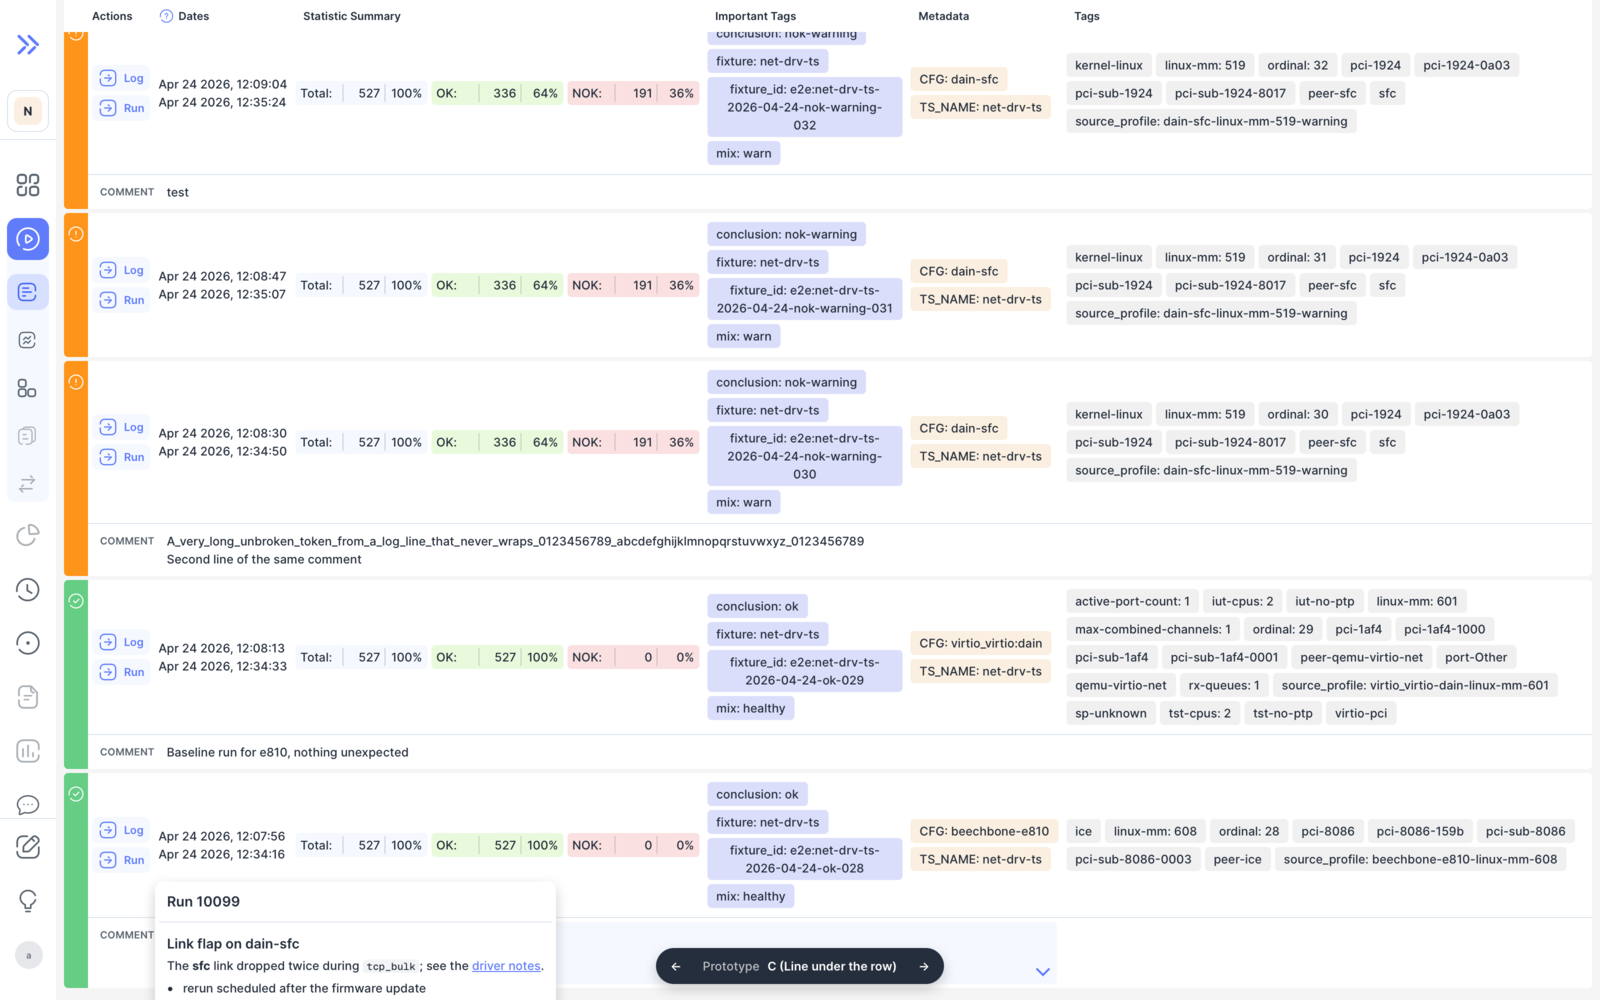 Actions
Dates
Statistic Summary
Important Tags
Metadata
Tags
N
Log
Run
Apr 24 2026, 12:09:04
Apr 24 2026, 12:35:24
Total: 527 100%
OK: 336 64%
NOK: 191 36%
conclusion: nok-warning
fixture: net-drv-ts
fixture_id: e2e:net-drv-ts-
2026-04-24-nok-warning-
032
mix: warn
CFG: dain-sfc
TS_NAME: net-drv-ts
kernel-linux linux-mm: 519 ordinal: 32 pci-1924 pci-1924-0a03
pci-sub-1924 pci-sub-1924-8017 peer-sfc sfc
source_profile: dain-sfc-linux-mm-519-warning
COMMENT test
Log
Run
Apr 24 2026, 12:08:47
Apr 24 2026, 12:35:07
Total: 527 100%
OK: 336 64%
NOK: 191 36%
conclusion: nok-warning
fixture: net-drv-ts
fixture_id: e2e:net-drv-ts-
2026-04-24-nok-warning-031
mix: warn
CFG: dain-sfc
TS_NAME: net-drv-ts
kernel-linux linux-mm: 519 ordinal: 31 pci-1924 pci-1924-0a03
pci-sub-1924 pci-sub-1924-8017 peer-sfc sfc
source_profile: dain-sfc-linux-mm-519-warning
Log
Run
Apr 24 2026, 12:08:30
Apr 24 2026, 12:34:50
Total: 527 100%
OK: 336 64%
NOK: 191 36%
conclusion: nok-warning
fixture: net-drv-ts
fixture_id: e2e:net-drv-ts-
2026-04-24-nok-warning-
030
mix: warn
CFG: dain-sfc
TS_NAME: net-drv-ts
kernel-linux linux-mm: 519 ordinal: 30 pci-1924 pci-1924-0a03
pci-sub-1924 pci-sub-1924-8017 peer-sfc sfc
source_profile: dain-sfc-linux-mm-519-warning
COMMENT A_very_long_unbroken_token_from_a_log_line_that_never_wraps_0123456789_abcdefghijklmnopqrstuvwxyz_0123456789
Second line of the same comment
Log
Run
Apr 24 2026, 12:08:13
Apr 24 2026, 12:34:33
Total: 527 100%
OK: 527 100%
NOK: 0 0%
conclusion: ok
fixture: net-drv-ts
fixture_id: e2e:net-drv-ts-
2026-04-24-ok-029
mix: healthy
CFG: virtio_virtio:dain
TS_NAME: net-drv-ts
active-port-count: 1 iut-cpus: 2 iut-no-ptp linux-mm: 601
max-combined-channels: 1 ordinal: 29 pci-1af4 pci-1af4-1000
pci-sub-1af4 pci-sub-1af4-0001 peer-qemu-virtio-net port-Other
qemu-virtio-net rx-queues: 1 source_profile: virtio_virtio-dain-linux-mm-601
sp-unknown tst-cpus: 2 tst-no-ptp virtio-pci
COMMENT Baseline run for e810, nothing unexpected
Log
Run
Apr 24 2026, 12:07:56
Apr 24 2026, 12:34:16
Total: 527 100%
OK: 527 100%
NOK: 0 0%
conclusion: ok
fixture: net-drv-ts
fixture_id: e2e:net-drv-ts-
2026-04-24-ok-028
mix: healthy
CFG: beechbone-e810
TS_NAME: net-drv-ts
ice linux-mm: 608 ordinal: 28 pci-8086 pci-8086-159b pci-sub-8086
pci-sub-8086-0003 peer-ice source_profile: beechbone-e810-linux-mm-608
COMMENT
Run 10099
Link flap on dain-sfc
The sfc link dropped twice during tcp_bulk; see the driver notes.
• rerun scheduled after the firmware update
← Prototype C (Line under the row) →
a